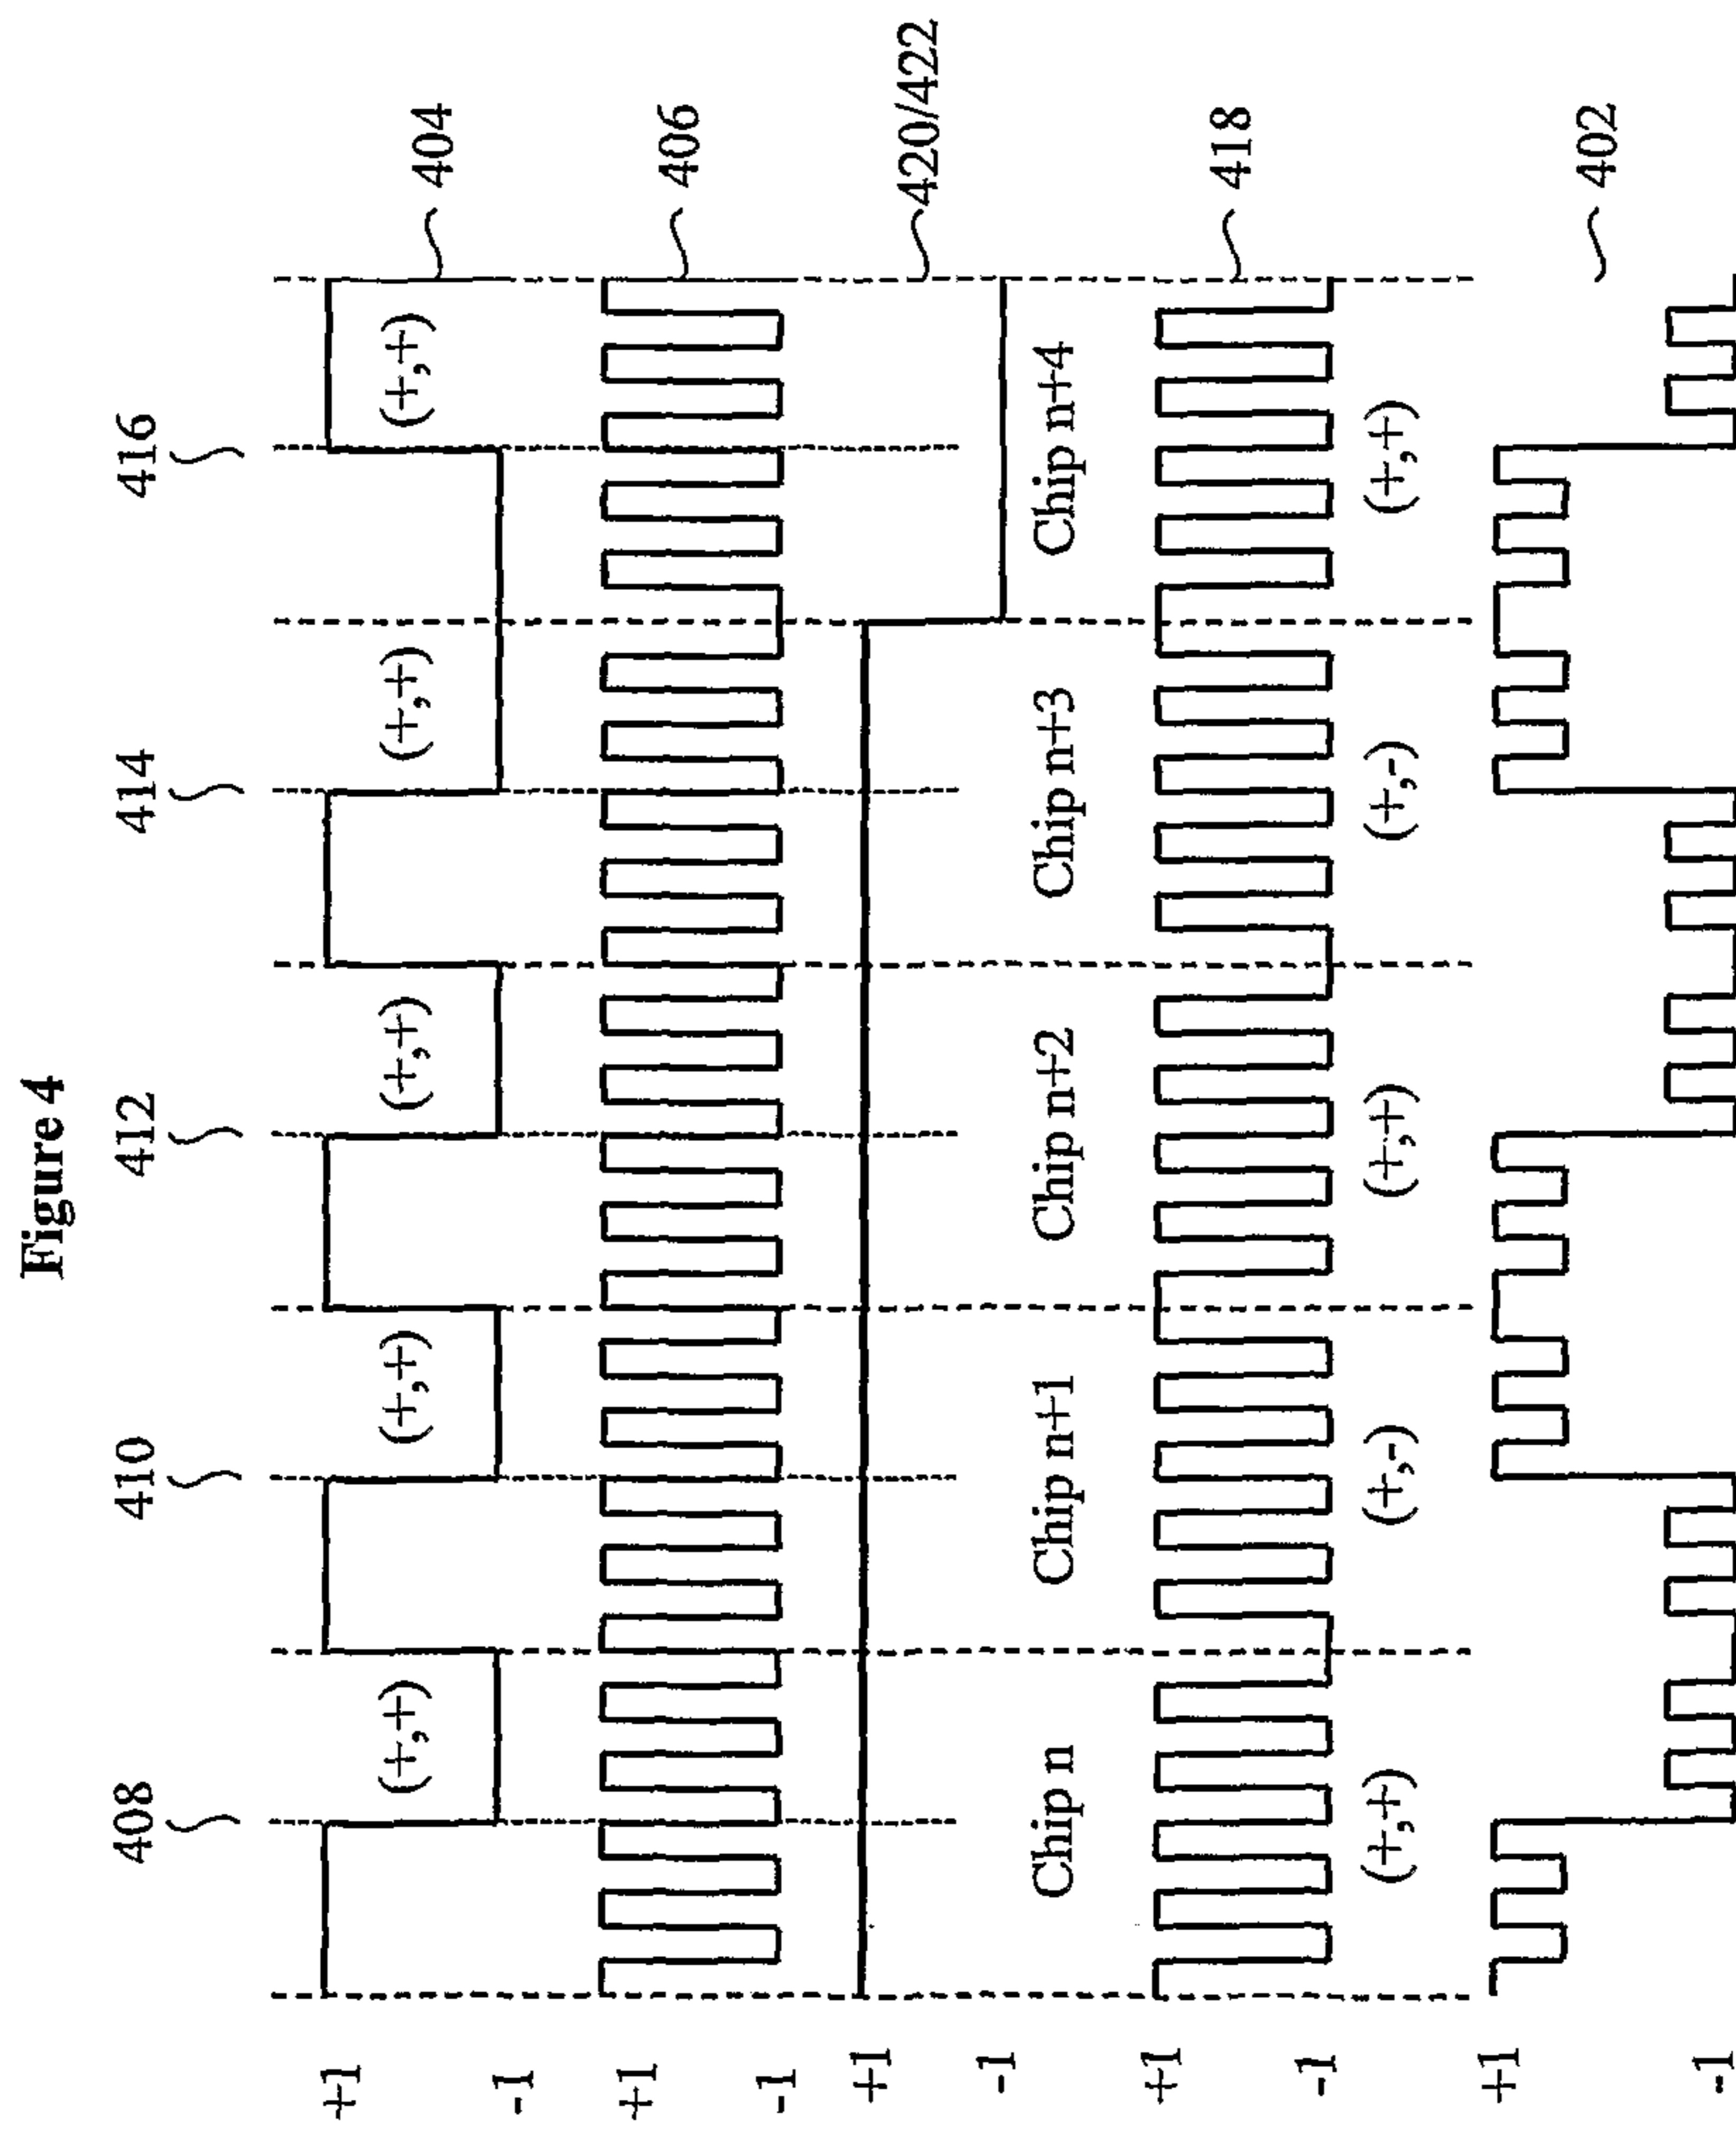 Figure 4
408 410 412 414 416
+1
(+,+) (+,+) (+,+) (+,+) (+,+) 404
-1
+1
406
-1
+1
420/422
-1
Chip n Chip n+1 Chip n+2 Chip n+3 Chip n+4
+1
418
-1
(+,+) (+,-) (+,+) (+,-) (+,+)
+1
402
-1